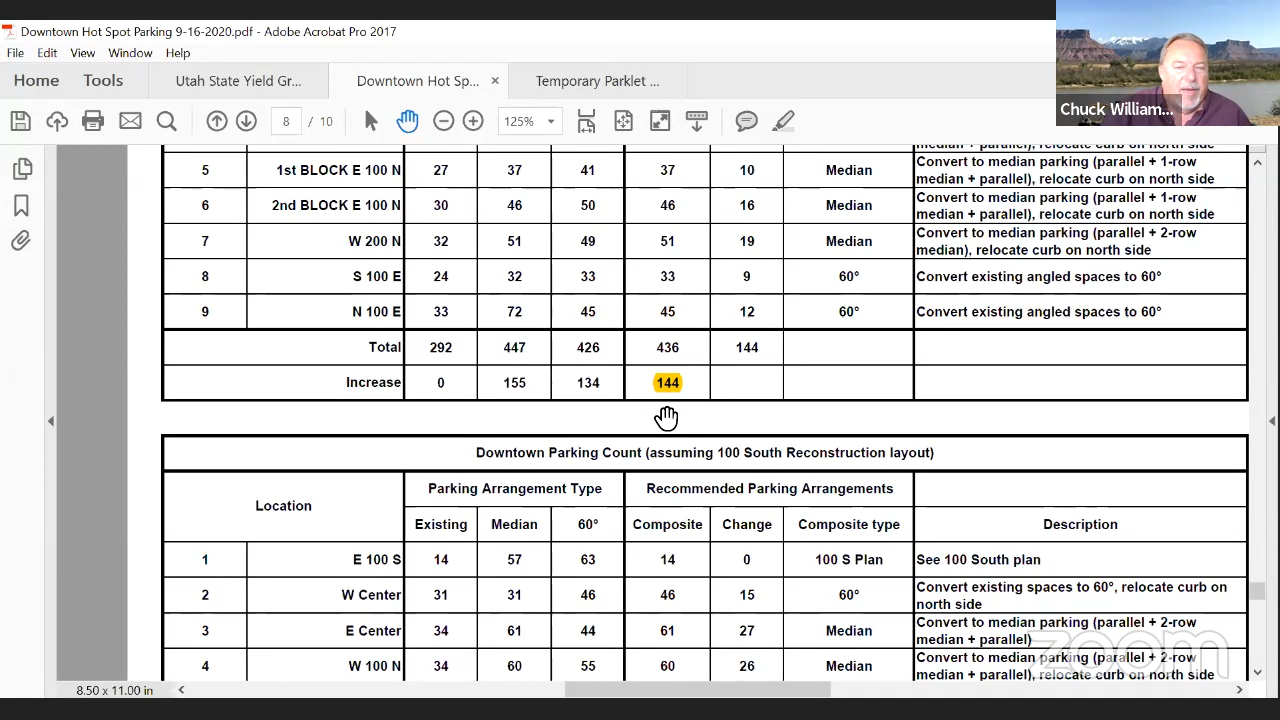 Downtown Hot Spot Parking 9-16-2020.pdf - Adobe Acrobat Pro 2017
File Edit View Window Help
Home Tools Utah State Yield Gr... Downtown Hot Spo... × Temporary Parklet ...
Chuck William...
8 / 10 125%
median + parallel), relocate curb on north side
5 1st BLOCK E 100 N 27 37 41 37 10 Median Convert to median parking (parallel + 1-row
median + parallel), relocate curb on north side
6 2nd BLOCK E 100 N 30 46 50 46 16 Median Convert to median parking (parallel + 1-row
median + parallel), relocate curb on north side
7 W 200 N 32 51 49 51 19 Median Convert to median parking (parallel + 2-row
median), relocate curb on north side
8 S 100 E 24 32 33 33 9 60° Convert existing angled spaces to 60°
9 N 100 E 33 72 45 45 12 60° Convert existing angled spaces to 60°
Total 292 447 426 436 144
Increase 0 155 134 144
Downtown Parking Count (assuming 100 South Reconstruction layout)
Location Parking Arrangement Type Recommended Parking Arrangements
Existing Median 60° Composite Change Composite type Description
1 E 100 S 14 57 63 14 0 100 S Plan See 100 South plan
2 W Center 31 31 46 46 15 60° Convert existing spaces to 60°, relocate curb on
north side
3 E Center 34 61 44 61 27 Median Convert to median parking (parallel + 2-row
median + parallel)
4 W 100 N 34 60 55 60 26 Median Convert to median parking (parallel + 2-row
median + parallel), relocate curb on north side
zoom
8.50 x 11.00 in